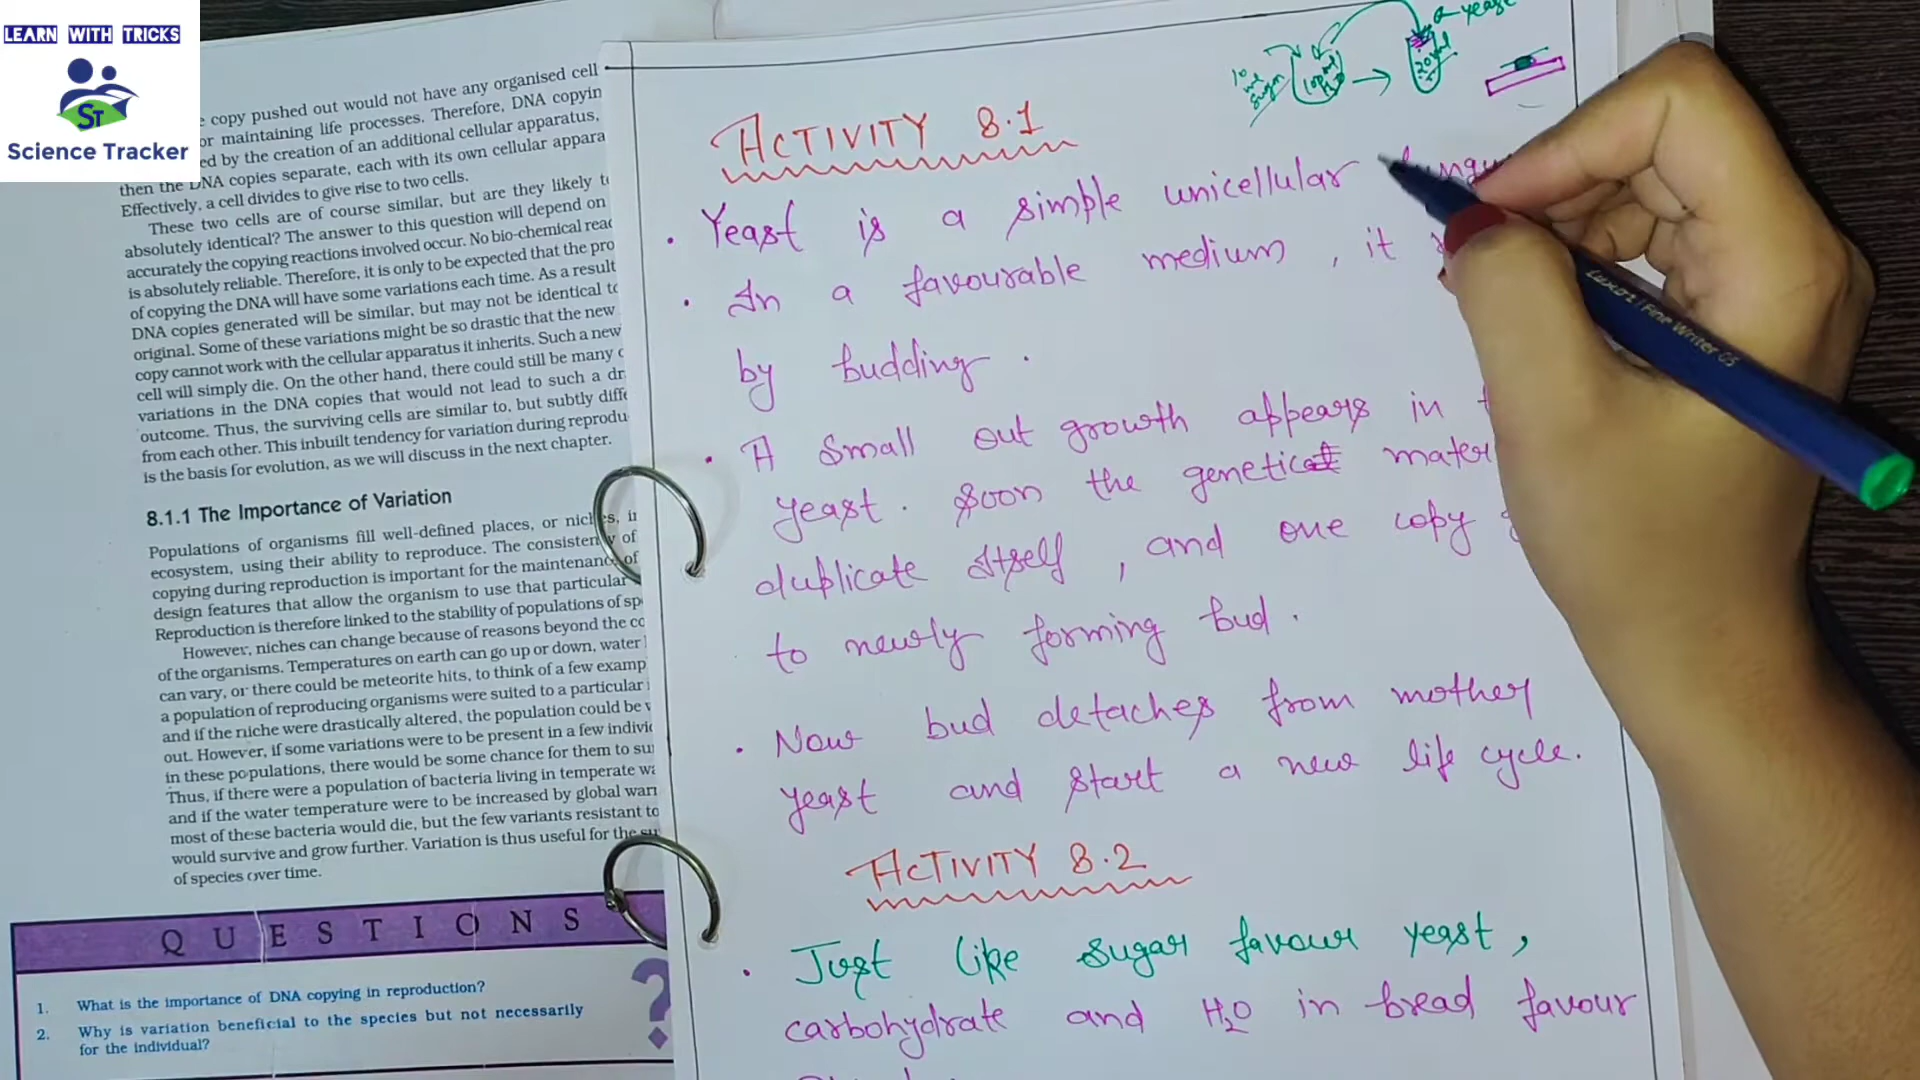 LEARN WITH TRICKS
ST
Science Tracker
copy pushed out would not have any organised cell
or maintaining life processes. Therefore, DNA copyin
ed by the creation of an additional cellular apparatus,
then the DNA copies separate, each with its own cellular appara
Effectively, a cell divides to give rise to two cells.
These two cells are of course similar, but are they likely t
absolutely identical? The answer to this question will depend on
accurately the copying reactions involved occur. No bio-chemical reac
is absolutely reliable. Therefore, it is only to be expected that the pro
of copying the DNA will have some variations each time. As a result
DNA copies generated will be similar, but may not be identical to
original. Some of these variations might be so drastic that the new
copy cannot work with the cellular apparatus it inherits. Such a new
cell will simply die. On the other hand, there could still be many o
variations in the DNA copies that would not lead to such a dr
outcome. Thus, the surviving cells are similar to, but subtly diffe
from each other. This inbuilt tendency for variation during reprodu
is the basis for evolution, as we will discuss in the next chapter.
8.1.1 The Importance of Variation
Populations of organisms fill well-defined places, or niches, in
ecosystem, using their ability to reproduce. The consistency of
copying during reproduction is important for the maintenance of
design features that allow the organism to use that particular
Reproduction is therefore linked to the stability of populations of sp
However, niches can change because of reasons beyond the co
of the organisms. Temperatures on earth can go up or down, water
can vary, or there could be meteorite hits, to think of a few examp
a population of reproducing organisms were suited to a particular
and if the niche were drastically altered, the population could be w
out. However, if some variations were to be present in a few indivi
in these populations, there would be some chance for them to su
Thus, if there were a population of bacteria living in temperate wa
and if the water temperature were to be increased by global warm
most of these bacteria would die, but the few variants resistant to
would survive and grow further. Variation is thus useful for the su
of species over time.
QUESTIONS
?
1. What is the importance of DNA copying in reproduction?
2. Why is variation beneficial to the species but not necessarily
for the individual?
yeast
10 sugar
100 ml H2O
20 ml
ACTIVITY 8.1
. Yeast is a simple unicellular fungu
. In a favourable medium, it
by budding.
. A small out growth appears in t
yeast. Soon the genetic mater
duplicate itself, and one copy g
to newly forming bud.
. Now bud detaches from mother
yeast and start a new life cycle.
ACTIVITY 8.2
. Just like sugar favour yeast,
carbohydrate and H2O in bread favour
Luxor Fine Writer 05